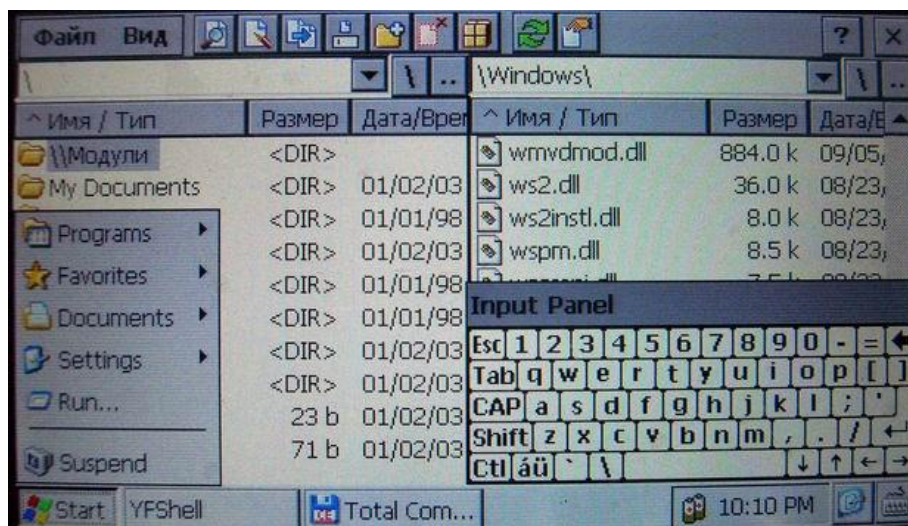 Файл Вид ? ×
\ \ .. \Windows\ \ ..
^ Имя / Тип Размер Дата/Врем ^ Имя / Тип Размер Дата/В
\\Модули <DIR> wmvdmod.dll 884.0 k 09/05/
My Documents <DIR> 01/02/03 ws2.dll 36.0 k 08/23/
Programs <DIR> 01/01/98 ws2instl.dll 8.0 k 08/23/
<DIR> 01/02/03 wspm.dll 8.5 k 08/23/
Favorites <DIR> 01/01/98
Documents <DIR> 01/01/98 Input Panel
Settings <DIR> 01/02/03 Esc 1 2 3 4 5 6 7 8 9 0 - =
<DIR> 01/02/03 Tab q w e r t y u i o p [ ]
Run... 23 b 01/02/03 CAP a s d f g h j k l ; '
71 b 01/02/03 Shift z x c v b n m , . /
Suspend Ctl áü ` \ ↓ ↑ ← →
Start YFShell Total Com... 10:10 PM